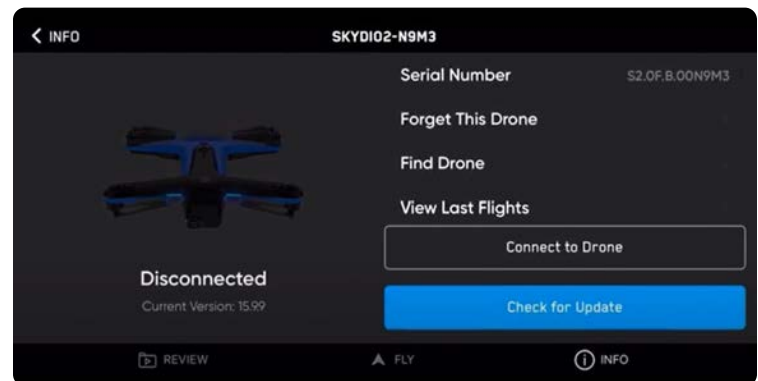 INFO
SKYDIO2-N9M3
Serial Number S2.0F,B.00N9M3
Forget This Drone
Find Drone
View Last Flights
Connect to Drone
Disconnected
Current Version: 15.99
Check for Update
REVIEW
FLY
INFO